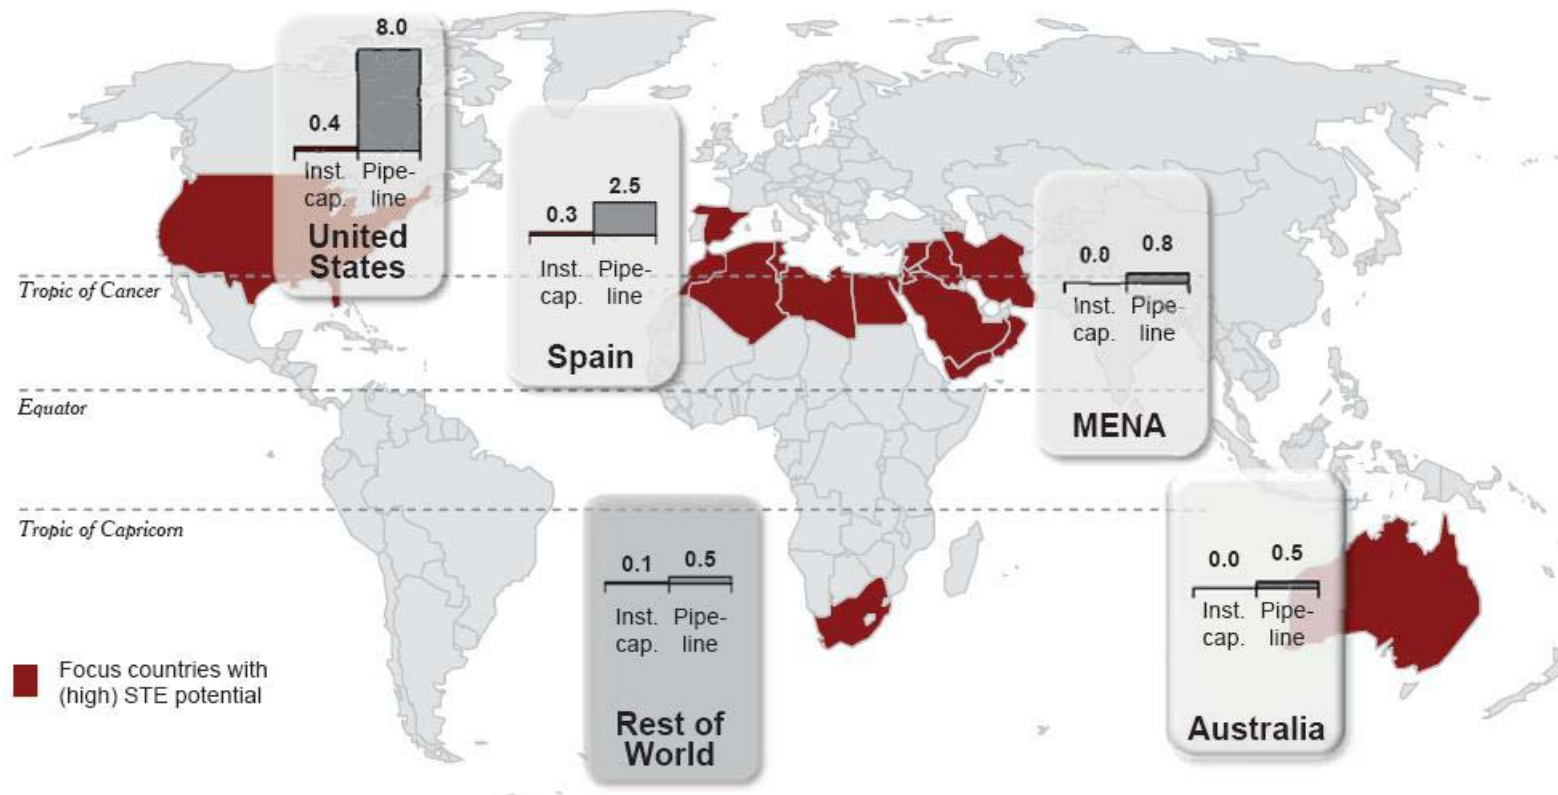 8.0
0.4
Inst. Pipe-
cap. line
United
States
2.5
0.3
Inst. Pipe-
cap. line
Spain
0.8
0.0
Inst. Pipe-
cap. line
MENA
Tropic of Cancer
Equator
Tropic of Capricorn
0.1 0.5
Inst. Pipe-
cap. line
Rest of
World
0.0 0.5
Inst. Pipe-
cap. line
Australia
Focus countries with
(high) STE potential